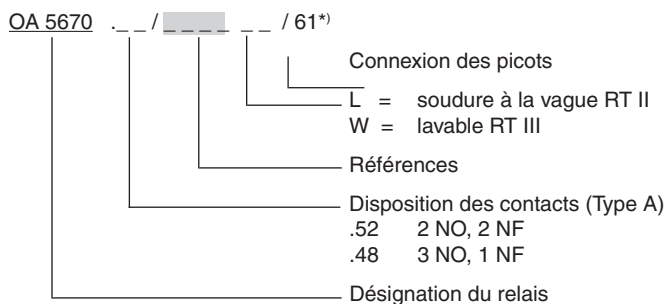 OA 5670 ._ _ / _ _ _ _ _ _ / 61*)
Connexion des picots
L = soudure à la vague RT II
W = lavable RT III
Références
Disposition des contacts (Type A)
.52 2 NO, 2 NF
.48 3 NO, 1 NF
Désignation du relais